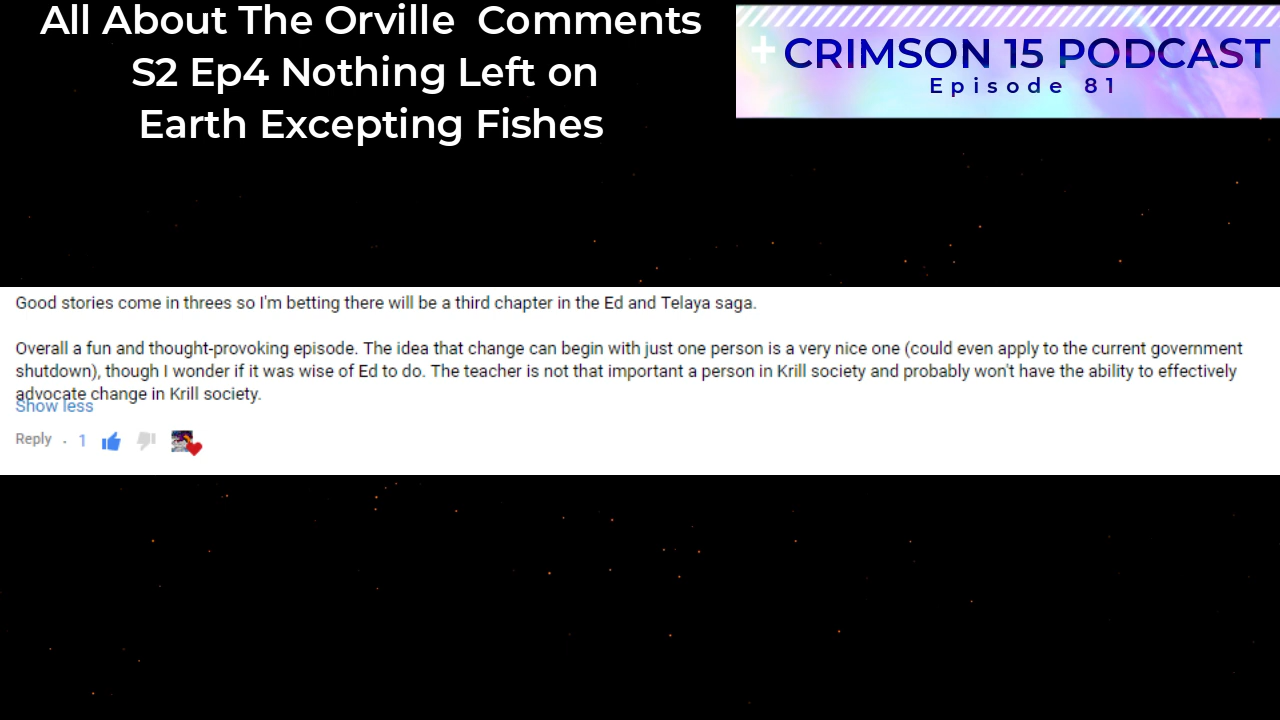 All About The Orville  Comments
S2 Ep4 Nothing Left on
Earth Excepting Fishes
+ CRIMSON 15 PODCAST
Episode 81
Good stories come in threes so I'm betting there will be a third chapter in the Ed and Telaya saga.
Overall a fun and thought-provoking episode. The idea that change can begin with just one person is a very nice one (could even apply to the current government
shutdown), though I wonder if it was wise of Ed to do. The teacher is not that important a person in Krill society and probably won't have the ability to effectively
advocate change in Krill society.
Show less
Reply . 1